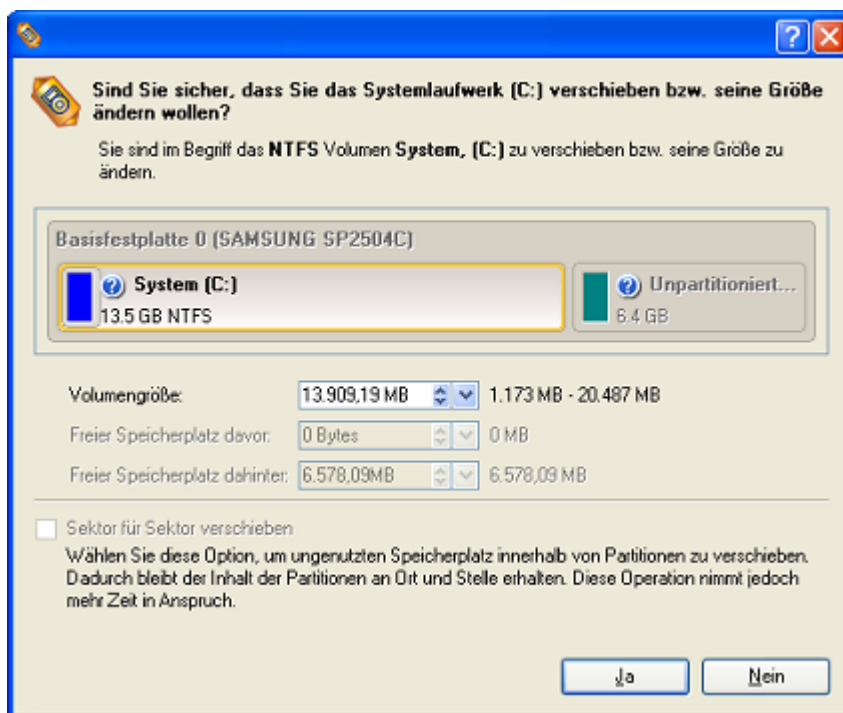 Sind Sie sicher, dass Sie das Systemlaufwerk (C:) verschieben bzw. seine Größe
ändern wollen?
Sie sind im Begriff das NTFS Volumen System, (C:) zu verschieben bzw. seine Größe zu
ändern.
Basisfestplatte 0 (SAMSUNG SP2504C)
System (C:)
13.5 GB NTFS
Unpartitioniert...
6.4 GB
Volumengröße: 13.909,19 MB 1.173 MB - 20.487 MB
Freier Speicherplatz davor: 0 Bytes 0 MB
Freier Speicherplatz dahinter: 6.578,09MB 6.578,09 MB
Sektor für Sektor verschieben
Wählen Sie diese Option, um ungenutzten Speicherplatz innerhalb von Partitionen zu verschieben.
Dadurch bleibt der Inhalt der Partitionen an Ort und Stelle erhalten. Diese Operation nimmt jedoch
mehr Zeit in Anspruch.
Ja Nein